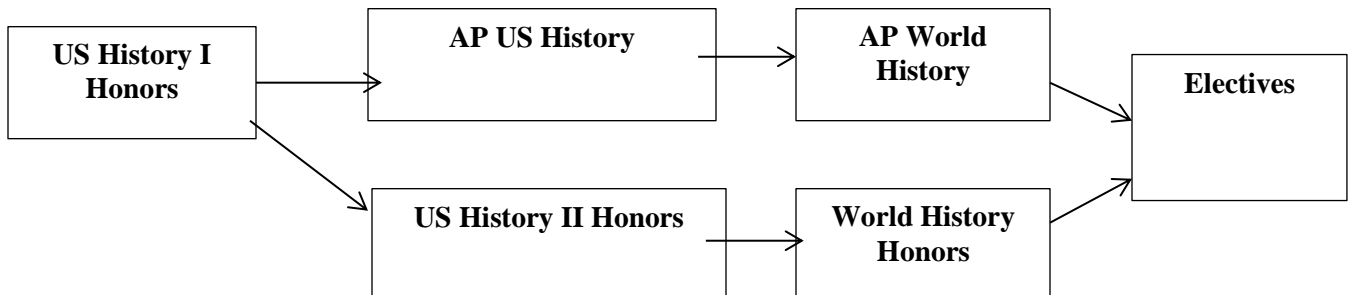 US History I
Honors
AP US History
AP World
History
Electives
US History II Honors
World History
Honors